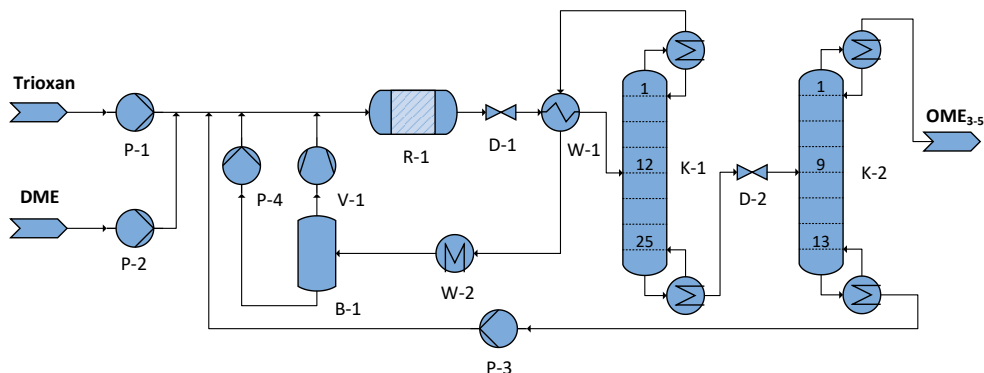 Trioxan
P-1
DME
P-2
P-4
V-1
B-1
R-1
D-1
W-1
W-2
P-3
1
12
25
K-1
D-2
1
9
13
K-2
OME₃₋₅